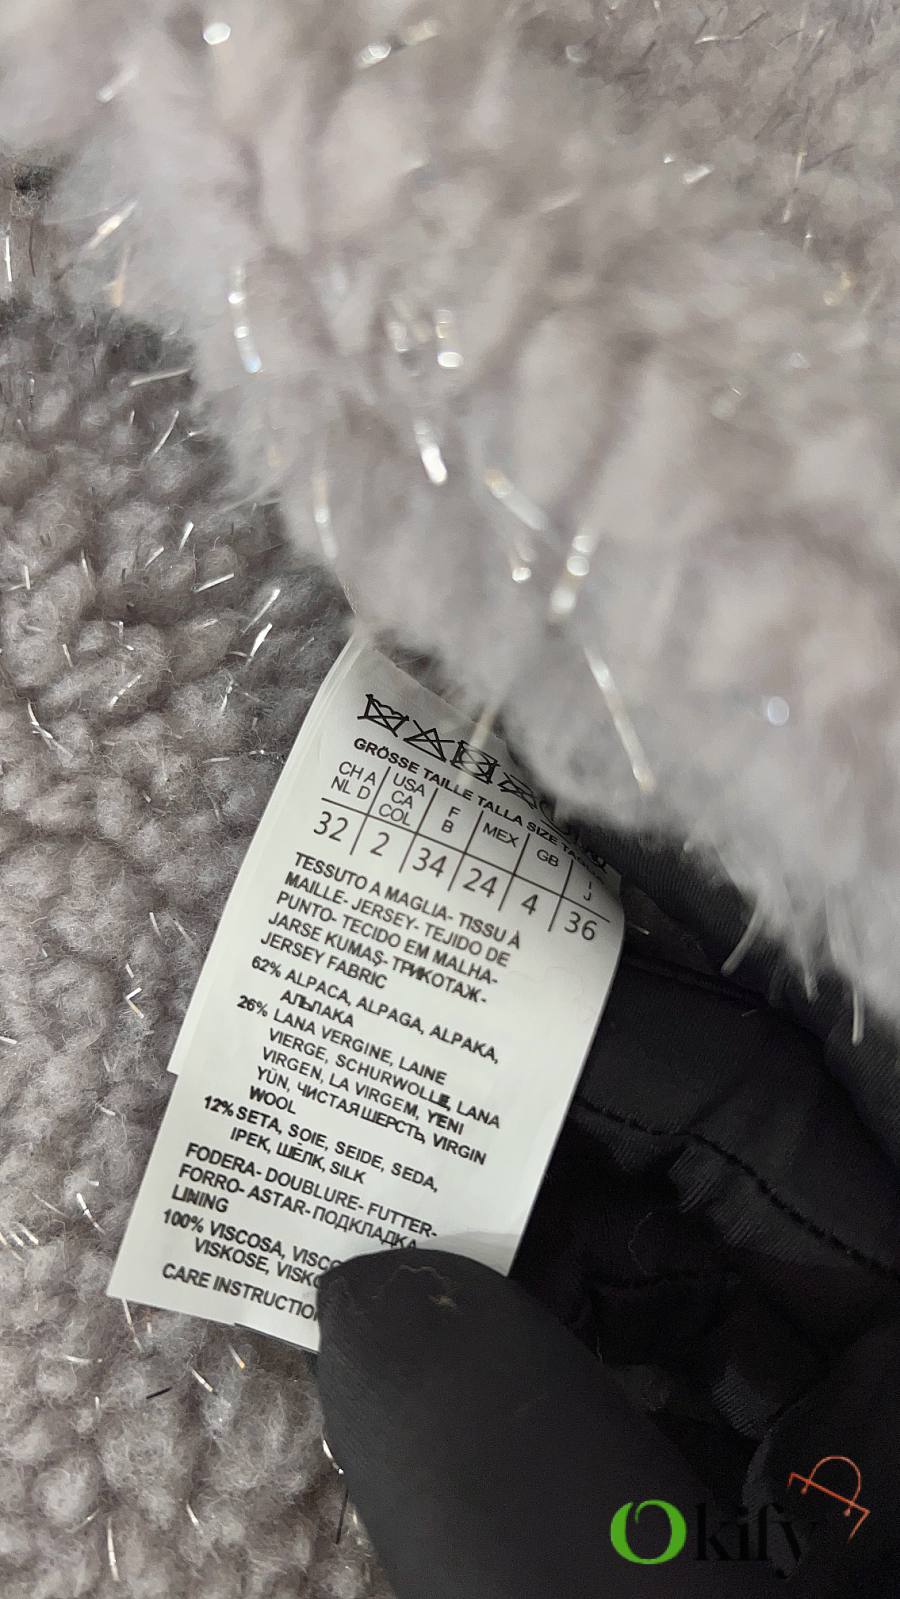 GRÖSSE TAILLE TALLA SIZE
CH A NL D | USA CA COL | F B | MEX | GB | I J
32 | 2 | 34 | 24 | 4 | 36
TESSUTO A MAGLIA- TISSU À
MAILLE- JERSEY- TEJIDO DE
PUNTO- TECIDO EM MALHA-
JARSE KUMAŞ- ТРИКОТАЖ-
JERSEY FABRIC
62% ALPACA, ALPAGA, ALPAKA,
АЛЬПАКА
26% LANA VERGINE, LAINE
VIERGE, SCHURWOLLE, LANA
VIRGEN, LA VIRGEM, YENI
YÜN, ЧИСТАЯ ШЕРСТЬ, VIRGIN
WOOL
12% SETA, SOIE, SEIDE, SEDA,
IPEK, ШЁЛК, SILK
FODERA- DOUBLURE- FUTTER-
FORRO- ASTAR- ПОДКЛАДКА
LINING
100% VISCOSA,
VISKOSE,
CARE
Okify